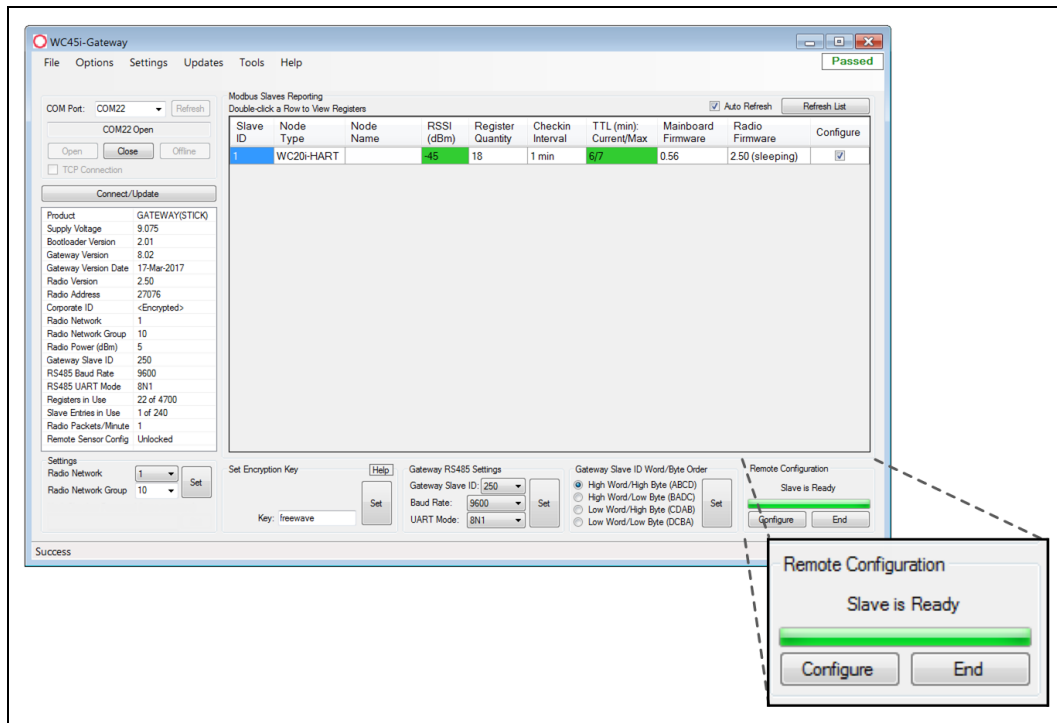 WC45i-Gateway
File Options Settings Updates Tools Help
Passed
COM Port: COM22 Refresh
COM22 Open
Open Close Offline
TCP Connection
Connect/Update
Product GATEWAY(STICK)
Supply Voltage 9.075
Bootloader Version 2.01
Gateway Version 8.02
Gateway Version Date 17-Mar-2017
Radio Version 2.50
Radio Address 27076
Corporate ID <Encrypted>
Radio Network 1
Radio Network Group 10
Radio Power (dBm) 5
Gateway Slave ID 250
RS485 Baud Rate 9600
RS485 UART Mode 8N1
Registers in Use 22 of 4700
Slave Entries in Use 1 of 240
Radio Packets/Minute 1
Remote Sensor Config Unlocked
Modbus Slaves Reporting
Double-click a Row to View Registers
Auto Refresh Refresh List
Slave ID Node Type Node Name RSSI (dBm) Register Quantity Checkin Interval TTL (min): Current/Max Mainboard Firmware Radio Firmware Configure
1 WC20i-HART -45 18 1 min 6/7 0.56 2.50 (sleeping)
Settings
Radio Network 1
Radio Network Group 10
Set
Set Encryption Key Help
Key: freewave
Set
Gateway RS485 Settings
Gateway Slave ID: 250
Baud Rate: 9600
UART Mode: 8N1
Set
Gateway Slave ID Word/Byte Order
High Word/High Byte (ABCD)
High Word/Low Byte (BADC)
Low Word/High Byte (CDAB)
Low Word/Low Byte (DCBA)
Set
Remote Configuration
Slave is Ready
Configure End
Success
Remote Configuration
Slave is Ready
Configure End